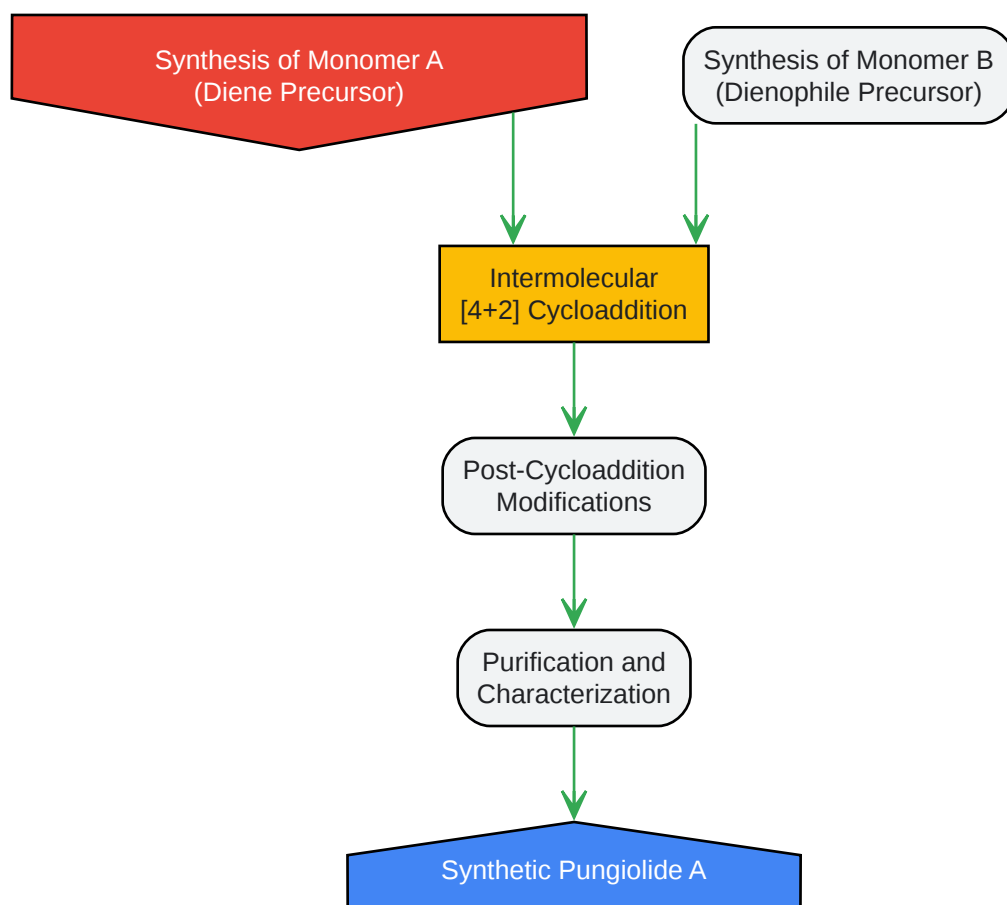 Synthesis of Monomer A
(Diene Precursor)
Synthesis of Monomer B
(Dienophile Precursor)
Intermolecular
[4+2] Cycloaddition
Post-Cycloaddition
Modifications
Purification and
Characterization
Synthetic Pungiolide A